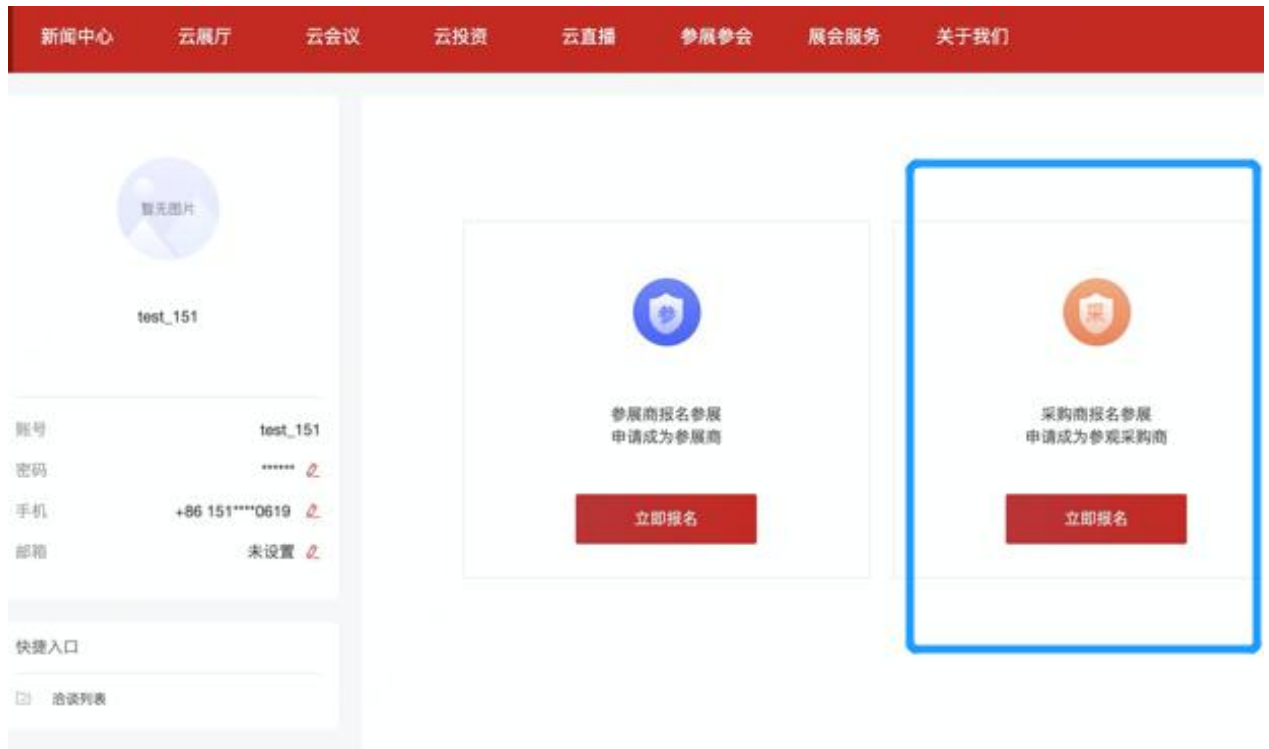 新闻中心 云展厅 云会议 云投资 云直播 参展参会 展会服务 关于我们
暂无图片
test_151
账号 test_151
密码 ******
手机 +86 151****0619
邮箱 未设置
快捷入口
洽谈列表
参
参展商报名参展
申请成为参展商
立即报名
采
采购商报名参展
申请成为参观采购商
立即报名